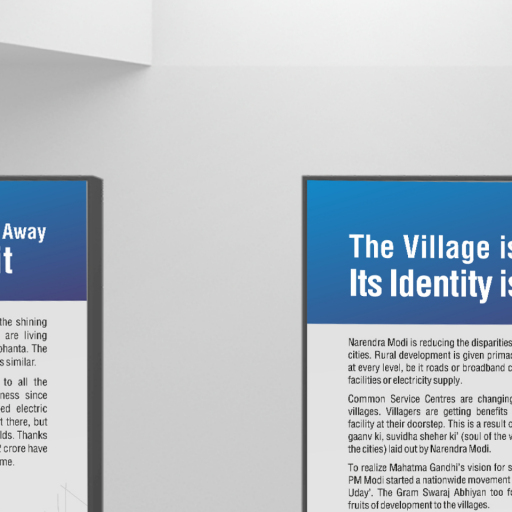 Away
it
the shining
are living
phanta. The
s similar.
to all the
ness since
ed electric
t there, but
lds. Thanks
crore have
me.
The Village is
Its Identity is
Narendra Modi is reducing the disparities
cities. Rural development is given prima
at every level, be it roads or broadband c
facilities or electricity supply.
Common Service Centres are changing
villages. Villagers are getting benefits
facility at their doorstep. This is a result o
gaanv ki, suvidha sheher ki' (soul of the v
the cities) laid out by Narendra Modi.
To realize Mahatma Gandhi's vision for s
PM Modi started a nationwide movement
Uday'. The Gram Swaraj Abhiyan too f
fruits of development to the villages.